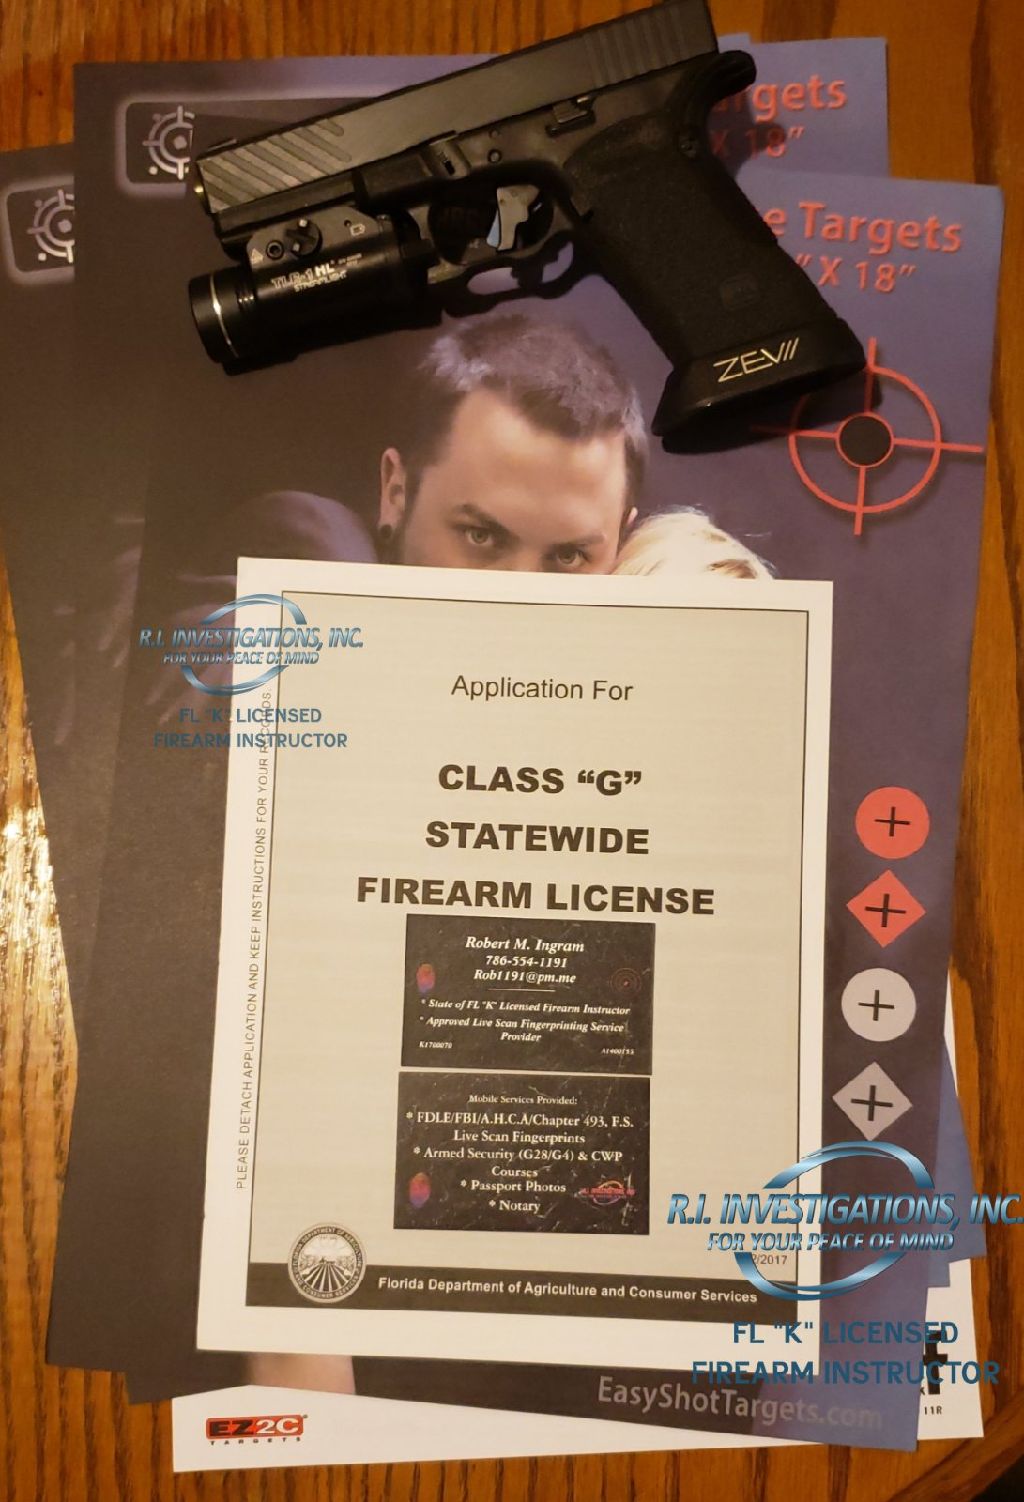 rgets
X 18"
e Targets
" X 18"
TLR-1 HL
STREAMLIGHT
ZEV//
R.I. INVESTIGATIONS, INC.
FOR YOUR PEACE OF MIND
FL "K" LICENSED
FIREARM INSTRUCTOR
PLEASE DETACH APPLICATION AND KEEP INSTRUCTIONS FOR YOUR RECORDS.
Application For
CLASS “G”
STATEWIDE
FIREARM LICENSE
Robert M. Ingram
786-554-1191
Rob1191@pm.me
* State of FL "K" Licensed Firearm Instructor
* Approved Live Scan Fingerprinting Service
Provider
K1700070
Mobile Services Provided:
* FDLE/FBI/A.H.C.A/Chapter 493, F.S.
Live Scan Fingerprints
* Armed Security (G28/G4) & CWP
Courses
* Passport Photos
* Notary
2/2017
Florida Department of Agriculture and Consumer Services
R.I. INVESTIGATIONS, INC.
FOR YOUR PEACE OF MIND
FL "K" LICENSED
FIREARM INSTRUCTOR
EasyShotTargets.com
11R
EZ2C
TARGETS